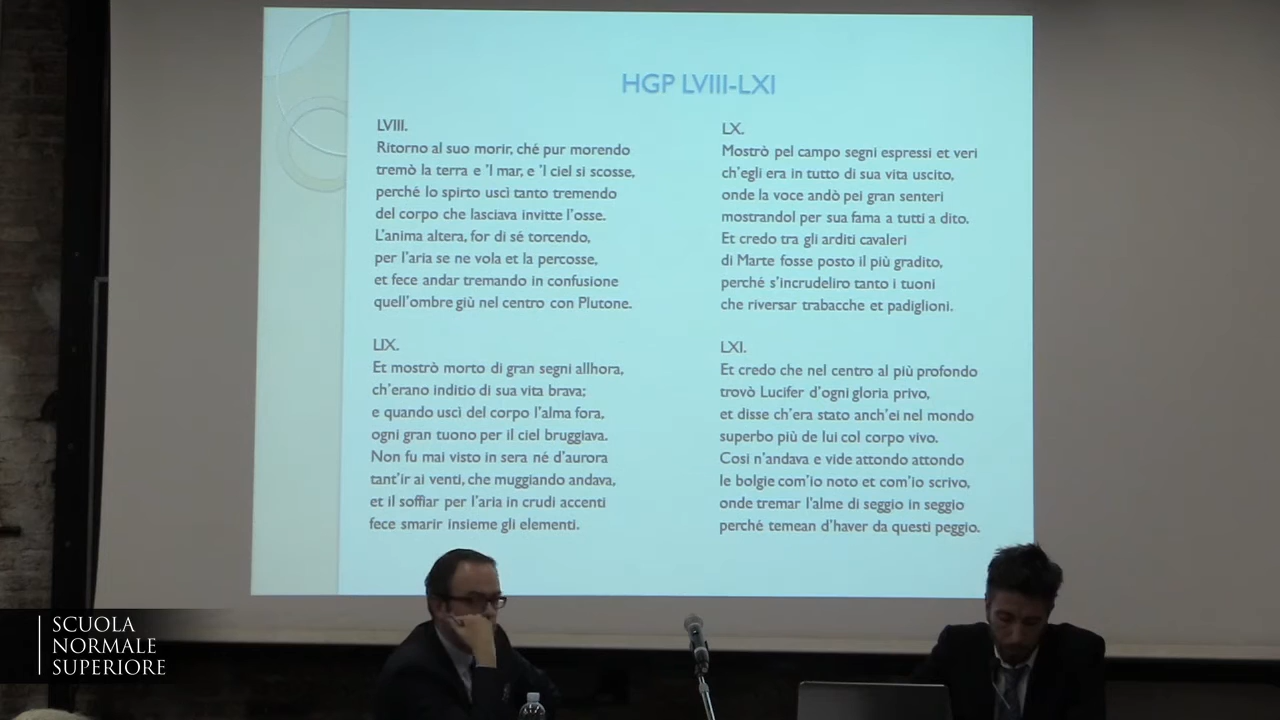 HGP LVIII-LXI
LVIII.
Ritorno al suo morir, ché pur morendo
tremò la terra e 'l mar, e 'l ciel si scosse,
perché lo spirto uscì tanto tremendo
del corpo che lasciava invitte l'osse.
L'anima altera, for di sé torcendo,
per l'aria se ne vola et la percosse,
et fece andar tremando in confusione
quell'ombre giù nel centro con Plutone.
LIX.
Et mostrò morto di gran segni allhora,
ch'erano inditio di sua vita brava;
e quando uscì del corpo l'alma fora,
ogni gran tuono per il ciel bruggiava.
Non fu mai visto in sera né d'aurora
tant'ir ai venti, che muggiando andava,
et il soffiar per l'aria in crudi accenti
fece smarir insieme gli elementi.
LX.
Mostrò pel campo segni espressi et veri
ch'egli era in tutto di sua vita uscito,
onde la voce andò pei gran senteri
mostrandol per sua fama a tutti a dito.
Et credo tra gli arditi cavaleri
di Marte fosse posto il più gradito,
perché s'incrudeliro tanto i tuoni
che riversar trabacche et padiglioni.
LXI.
Et credo che nel centro al più profondo
trovò Lucifer d'ogni gloria privo,
et disse ch'era stato anch'ei nel mondo
superbo più de lui col corpo vivo.
Cosi n'andava e vide attondo attondo
le bolgie com'io noto et com'io scrivo,
onde tremar l'alme di seggio in seggio
perché temean d'haver da questi peggio.
SCUOLA
NORMALE
SUPERIORE